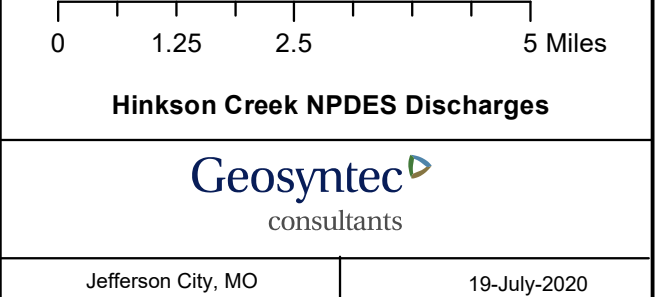 0 1.25 2.5 5 Miles
Hinkson Creek NPDES Discharges
Geosyntec
consultants
Jefferson City, MO 19-July-2020